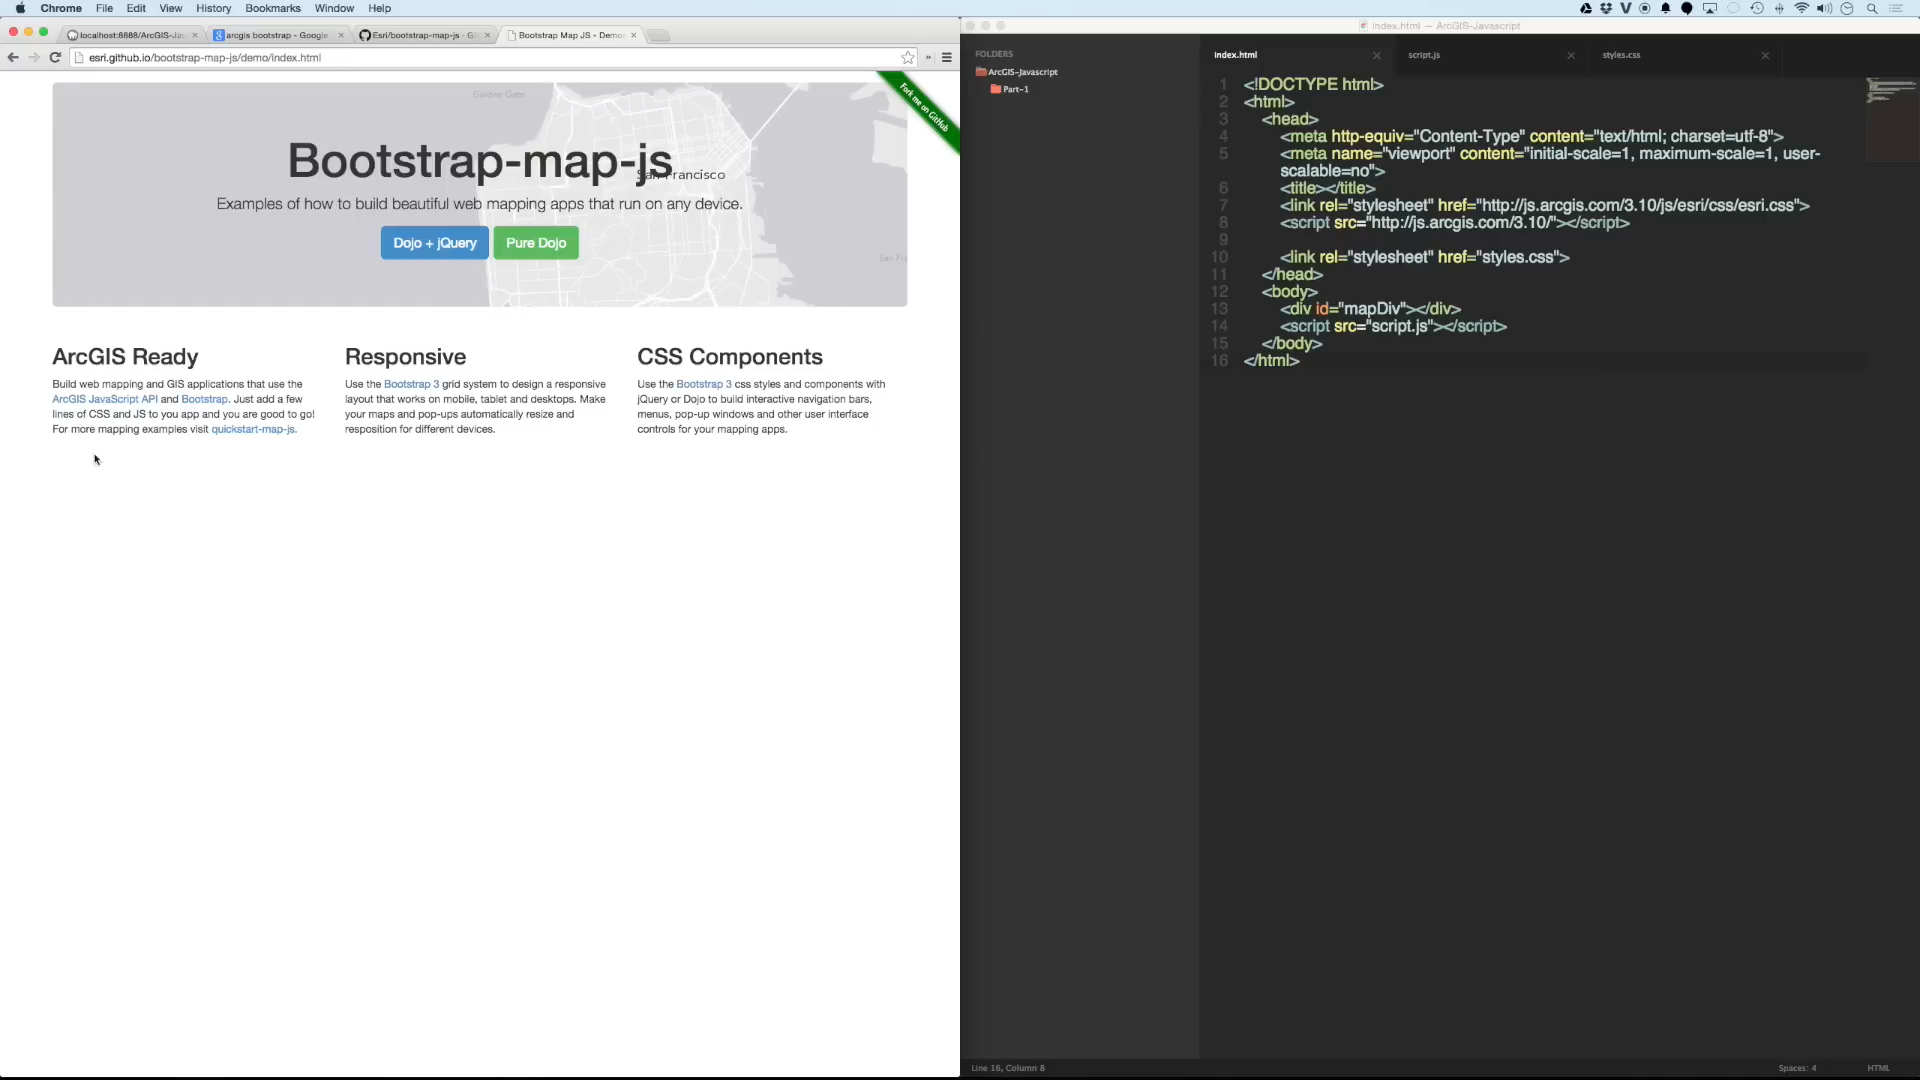 Chrome File Edit View History Bookmarks Window Help
localhost:8888/ArcGIS-Ja
arcgis bootstrap - Google
Esri/bootstrap-map-js · Gi
Bootstrap Map JS - Demo
esri.github.io/bootstrap-map-js/demo/index.html
Fork me on GitHub
Golden Gate
San Francisco
Bootstrap-map-js
Examples of how to build beautiful web mapping apps that run on any device.
Dojo + jQuery
Pure Dojo
ArcGIS Ready
Build web mapping and GIS applications that use the
ArcGIS JavaScript API and Bootstrap. Just add a few
lines of CSS and JS to you app and you are good to go!
For more mapping examples visit quickstart-map-js.
Responsive
Use the Bootstrap 3 grid system to design a responsive
layout that works on mobile, tablet and desktops. Make
your maps and pop-ups automatically resize and
resposition for different devices.
CSS Components
Use the Bootstrap 3 css styles and components with
jQuery or Dojo to build interactive navigation bars,
menus, pop-up windows and other user interface
controls for your mapping apps.
index.html — ArcGIS-Javascript
FOLDERS
ArcGIS-Javascript
Part-1
index.html
script.js
styles.css
1 <!DOCTYPE html>
2 <html>
3 <head>
4 <meta http-equiv="Content-Type" content="text/html; charset=utf-8">
5 <meta name="viewport" content="initial-scale=1, maximum-scale=1, user-
scalable=no">
6 <title></title>
7 <link rel="stylesheet" href="http://js.arcgis.com/3.10/js/esri/css/esri.css">
8 <script src="http://js.arcgis.com/3.10/"></script>
9
10 <link rel="stylesheet" href="styles.css">
11 </head>
12 <body>
13 <div id="mapDiv"></div>
14 <script src="script.js"></script>
15 </body>
16 </html>
Line 16, Column 8
Spaces: 4
HTML